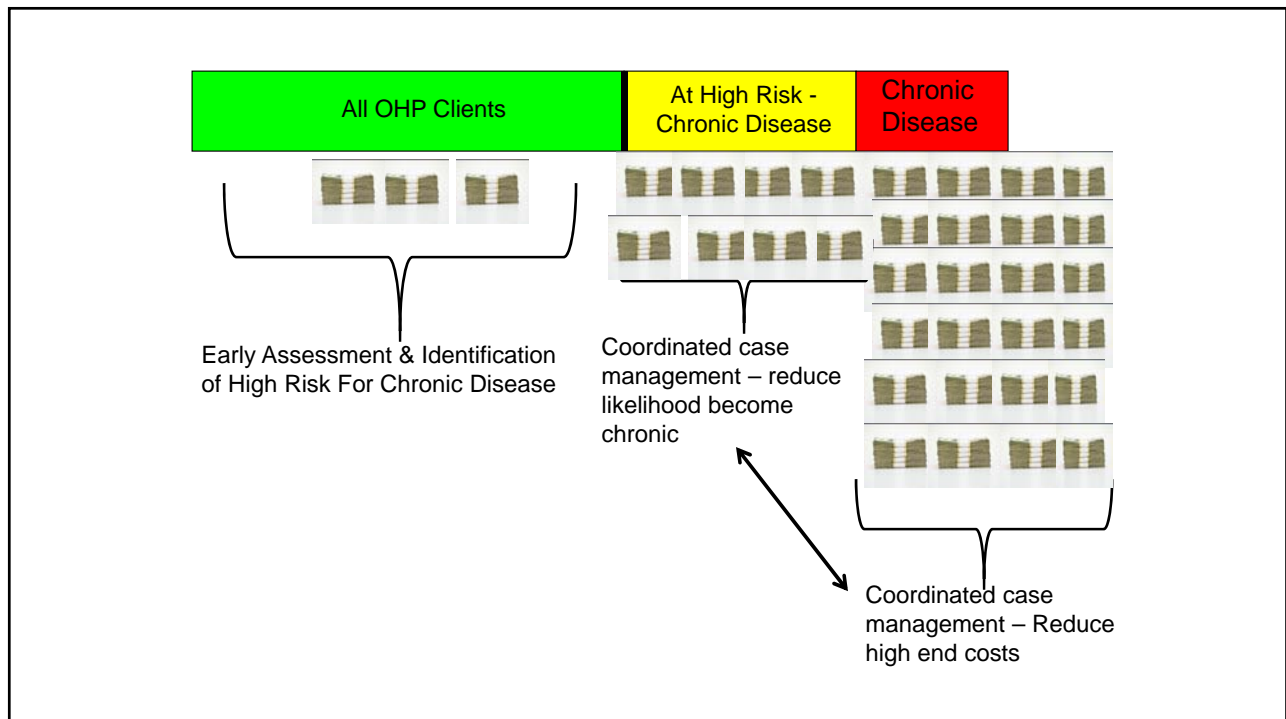 All OHP Clients
At High Risk -
Chronic Disease
Chronic
Disease
Early Assessment & Identification
of High Risk For Chronic Disease
Coordinated case
management – reduce
likelihood become
chronic
Coordinated case
management – Reduce
high end costs